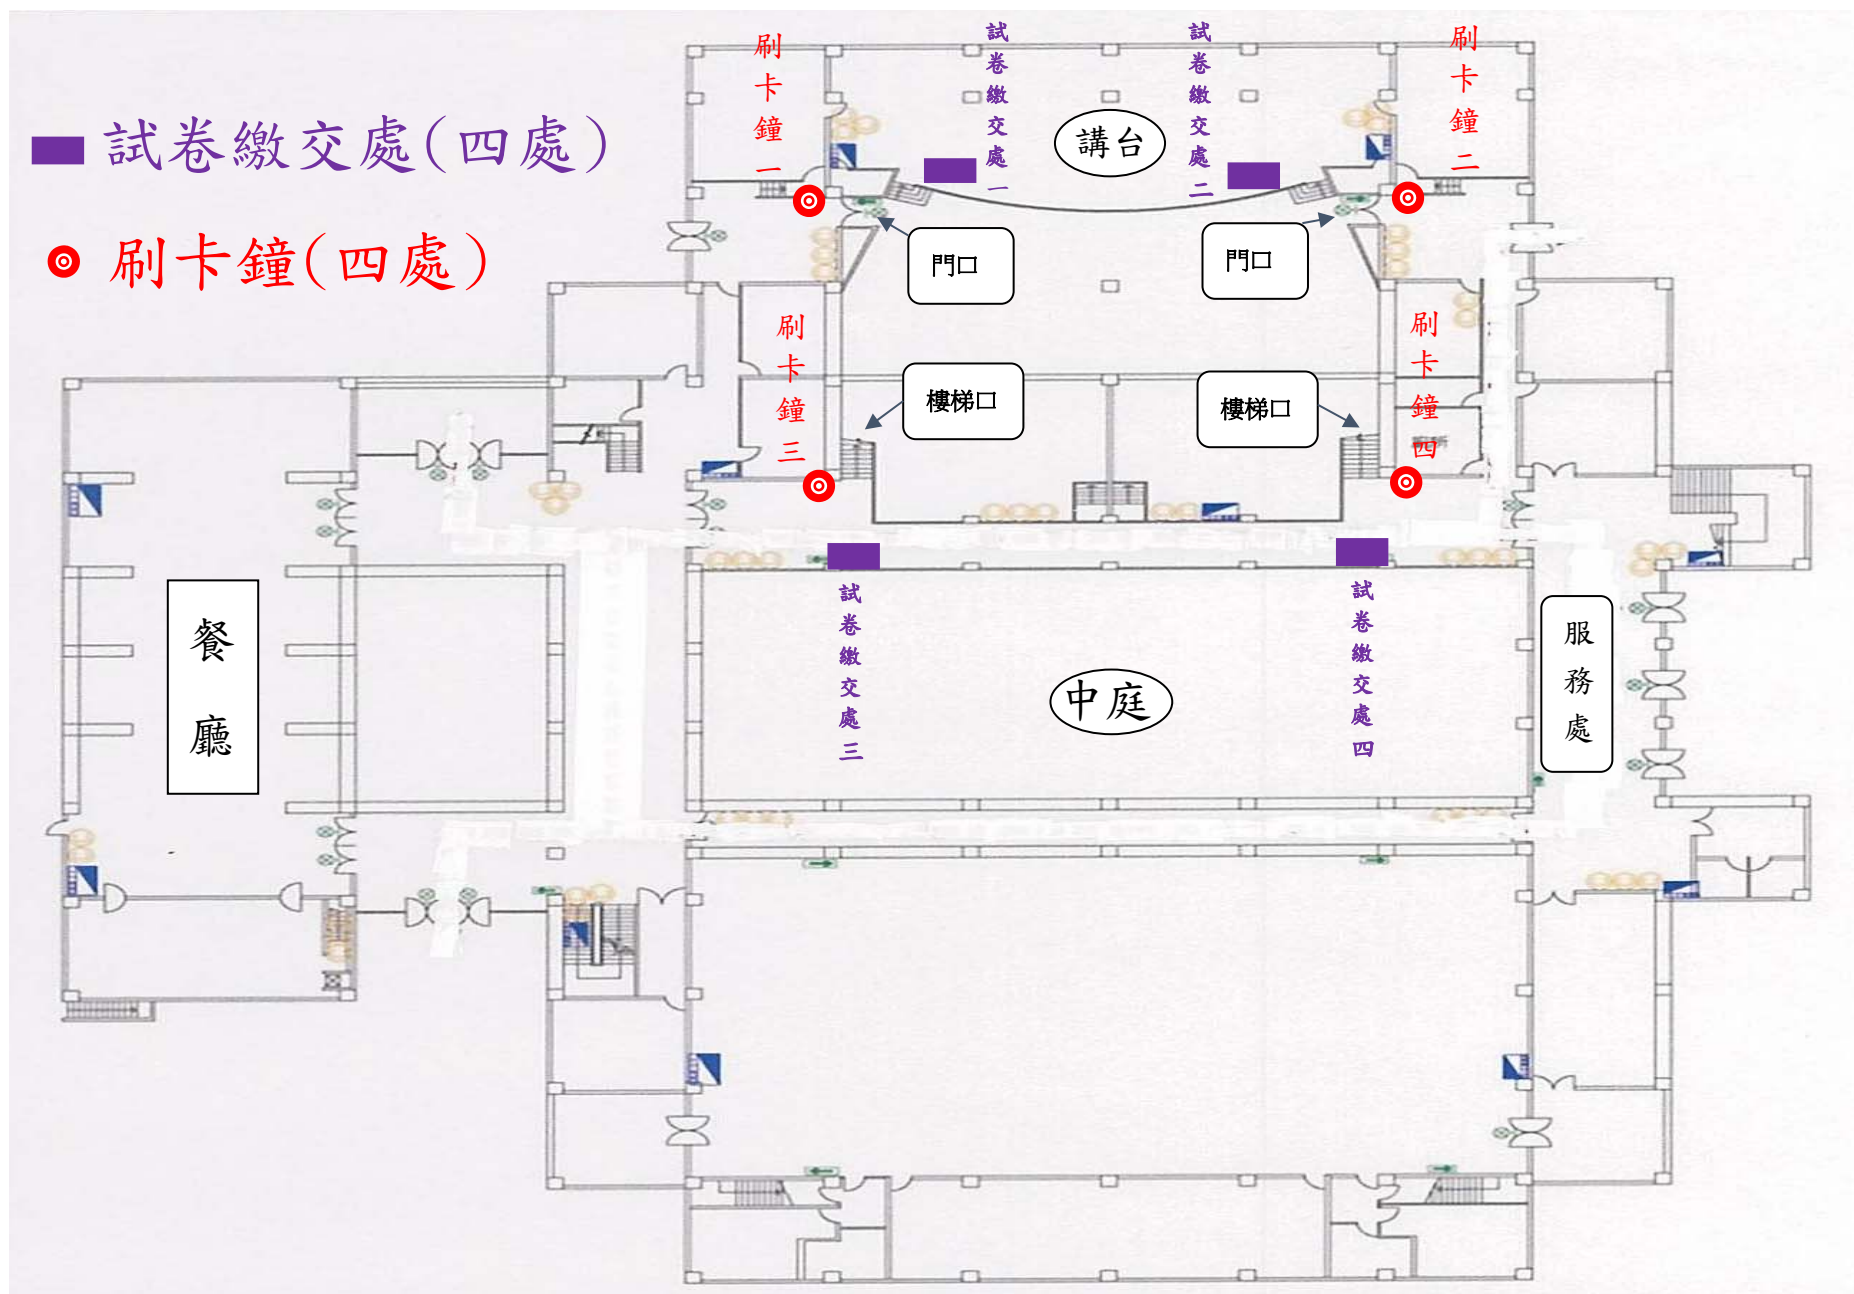 試卷繳交處(四處)
刷卡鐘(四處)
刷卡鐘一
試卷繳交處一
試卷繳交處二
刷卡鐘二
講台
門口
門口
刷卡鐘三
刷卡鐘四
樓梯口
樓梯口
試卷繳交處三
試卷繳交處四
餐廳
中庭
服務處